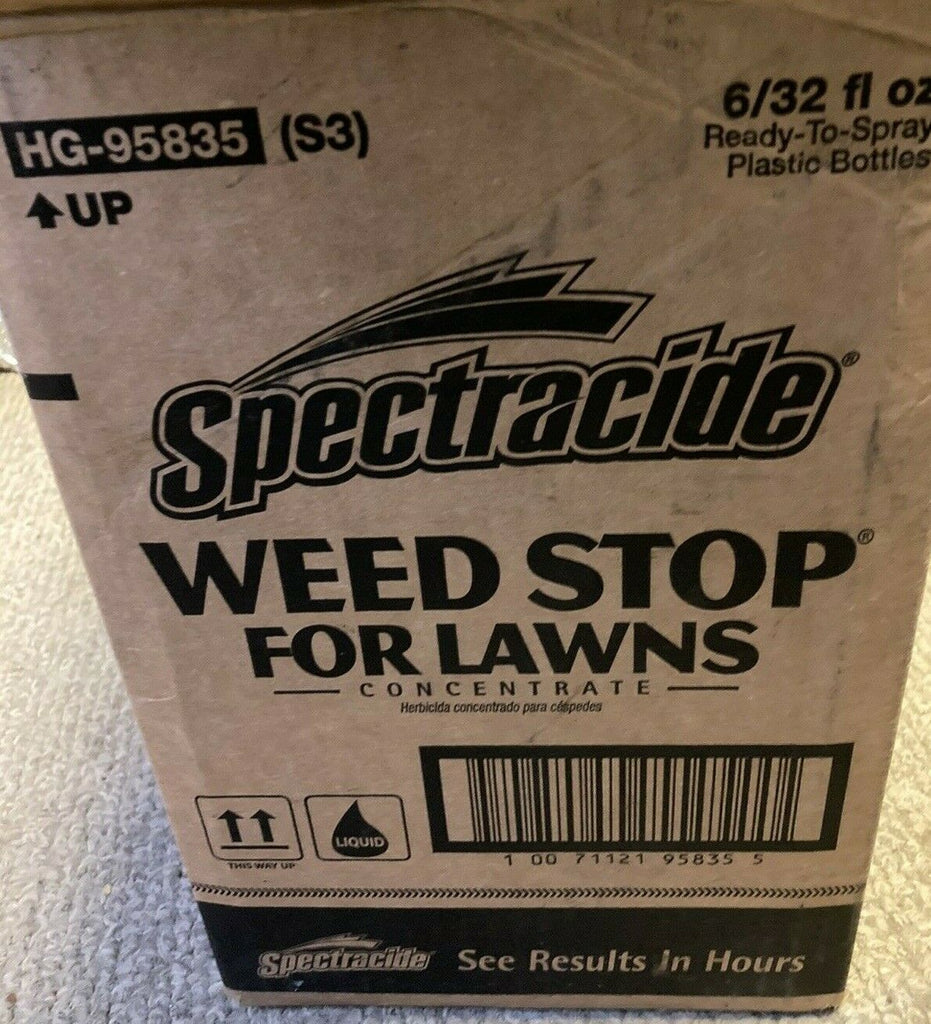 HG-95835 (S3)
6/32 fl oz
Ready-To-Spray
Plastic Bottles
UP
Spectracide®
WEED STOP®
FOR LAWNS
CONCENTRATE
Herbicida concentrado para céspedes
LIQUID
THIS WAY UP
1 00 71121 95835 5
Spectracide See Results in Hours